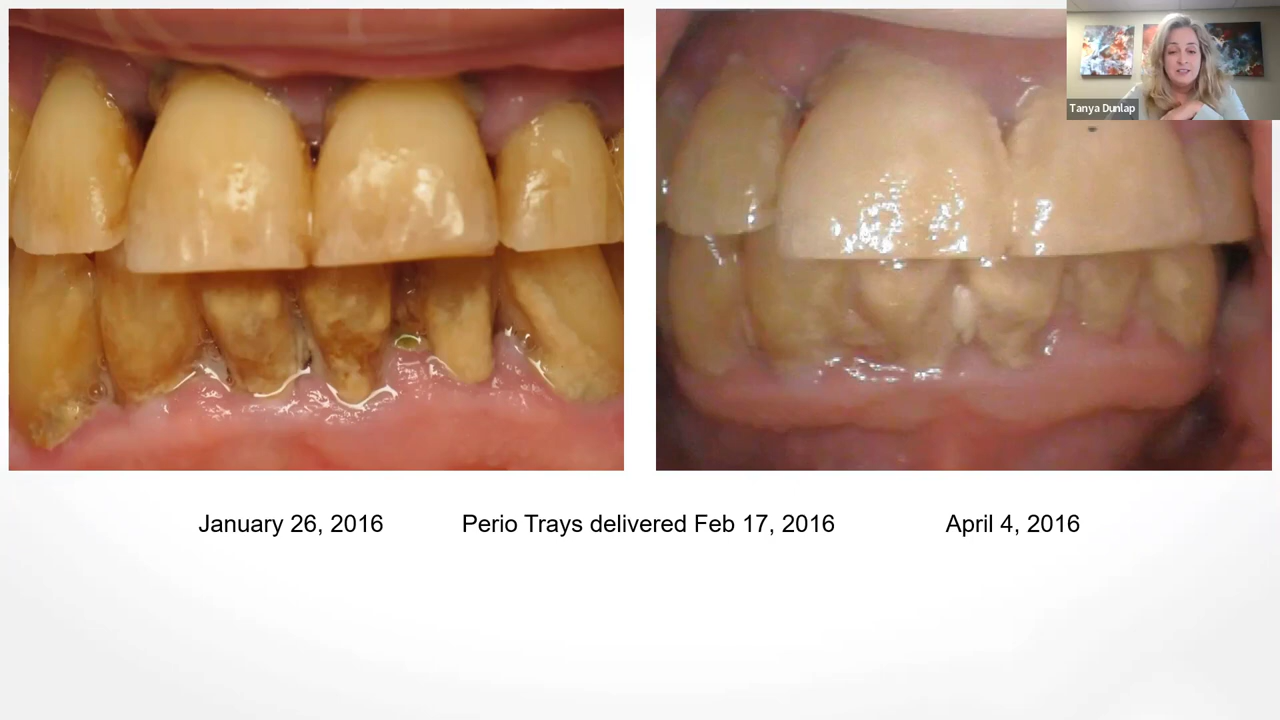 Tanya Dunlap
January 26, 2016 Perio Trays delivered Feb 17, 2016 April 4, 2016